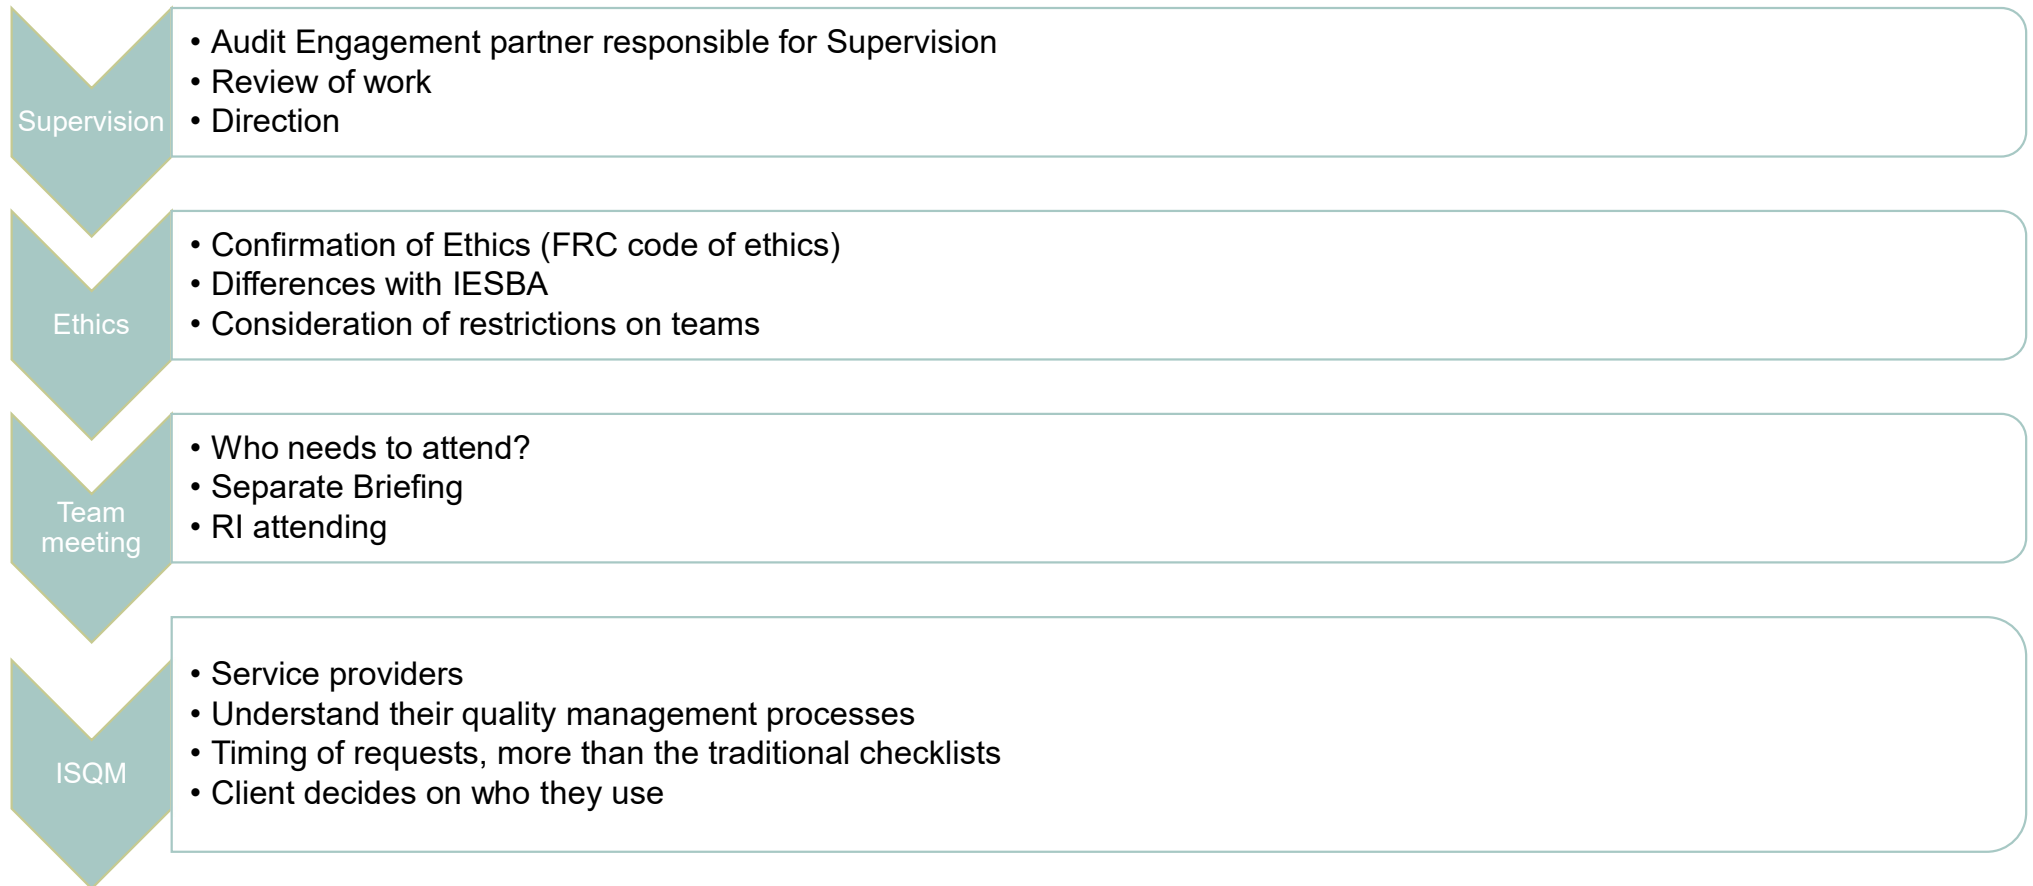 Supervision
• Audit Engagement partner responsible for Supervision
• Review of work
• Direction
Ethics
• Confirmation of Ethics (FRC code of ethics)
• Differences with IESBA
• Consideration of restrictions on teams
Team
meeting
• Who needs to attend?
• Separate Briefing
• RI attending
ISQM
• Service providers
• Understand their quality management processes
• Timing of requests, more than the traditional checklists
• Client decides on who they use